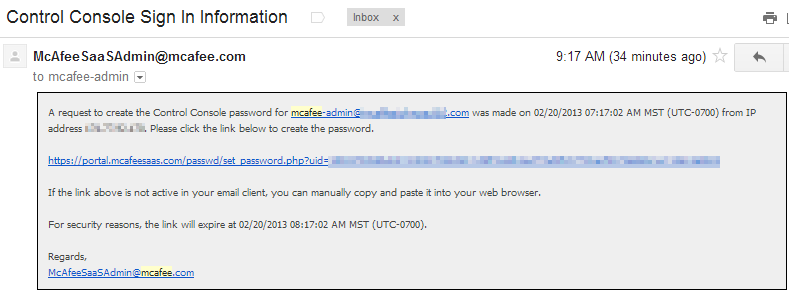 Control Console Sign In Information
Inbox x
McAfeeSaaSAdmin@mcafee.com 9:17 AM (34 minutes ago)
to mcafee-admin
A request to create the Control Console password for mcafee-admin@ .com was made on 02/20/2013 07:17:02 AM MST (UTC-0700) from IP
address . Please click the link below to create the password.
https://portal.mcafeesaas.com/passwd/set_password.php?uid=
If the link above is not active in your email client, you can manually copy and paste it into your web browser.
For security reasons, the link will expire at 02/20/2013 08:17:02 AM MST (UTC-0700).
Regards,
McAfeeSaaSAdmin@mcafee.com